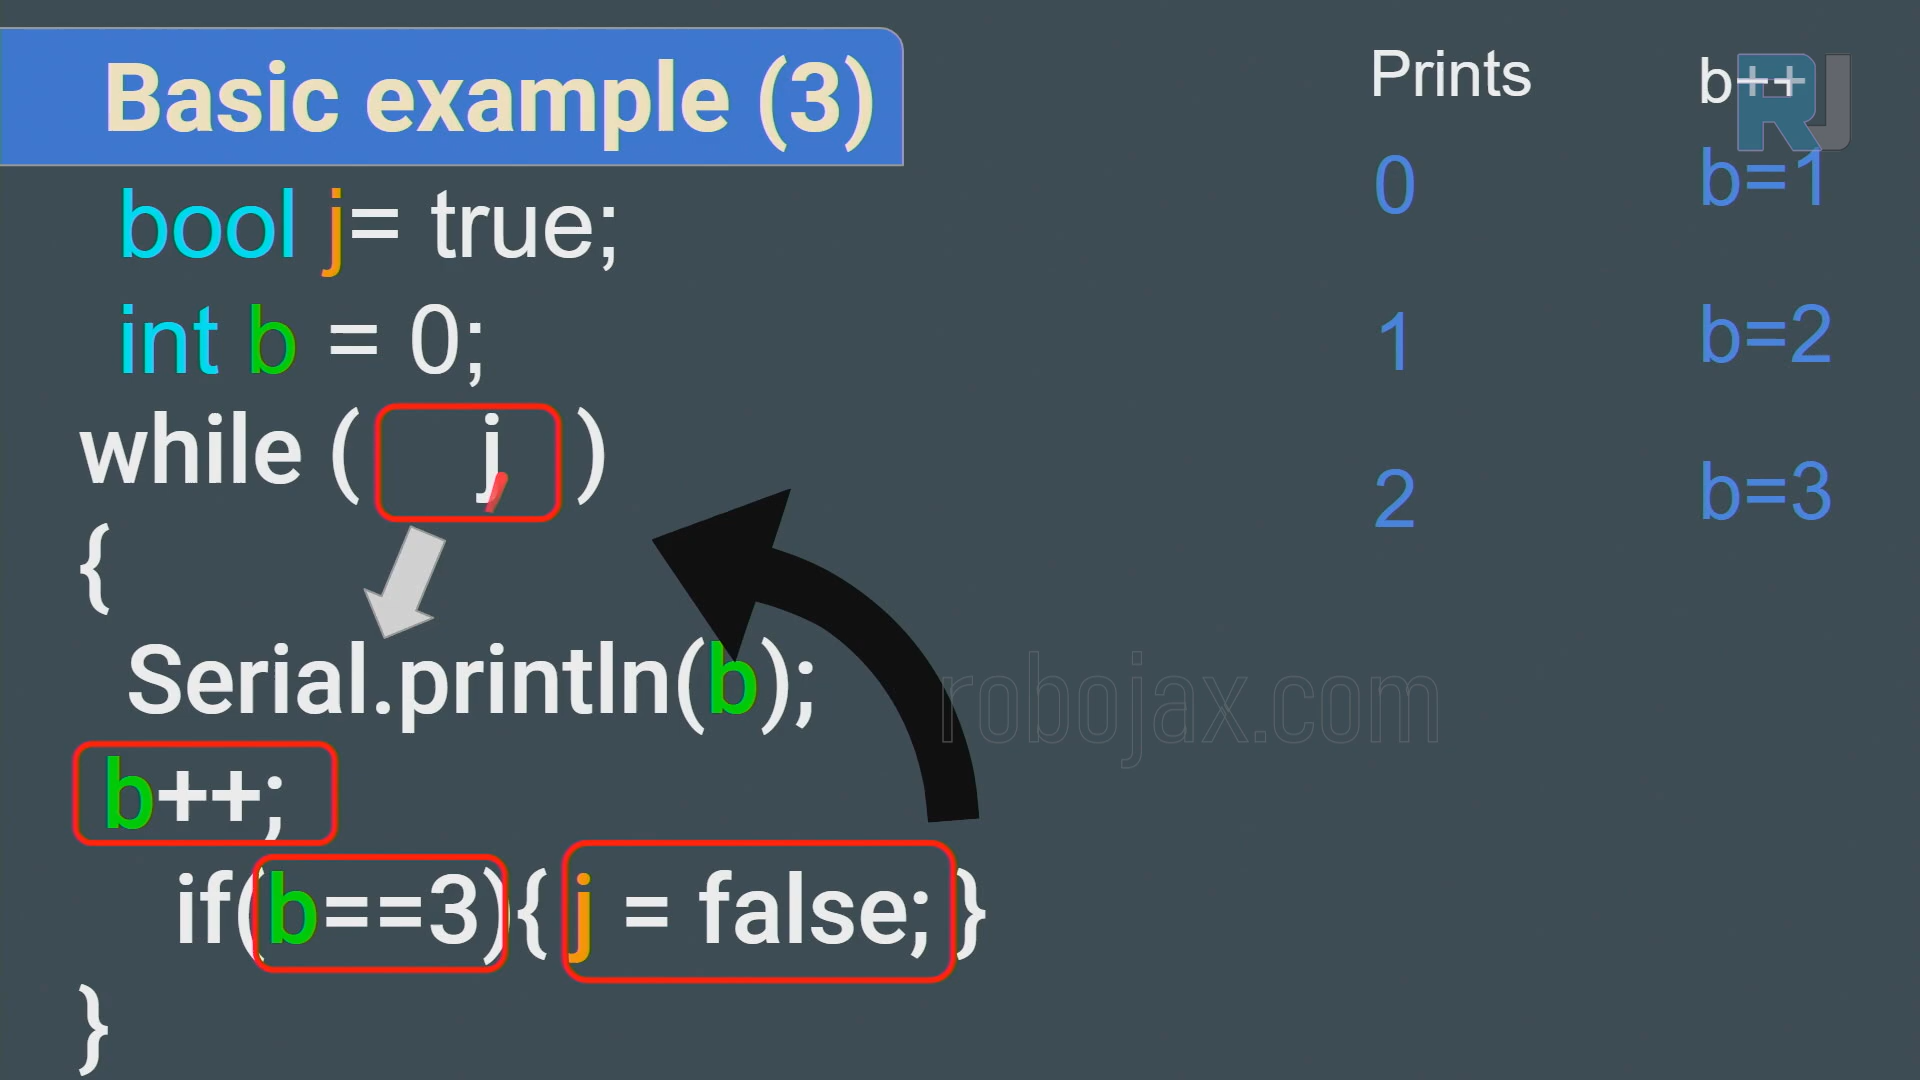 Basic example (3)
bool j= true;
int b = 0;
while ( j )
{
Serial.println(b);
b++;
if(b==3){ j = false; }
}
Prints b++
0 b=1
1 b=2
2 b=3
RJ
robojax.com